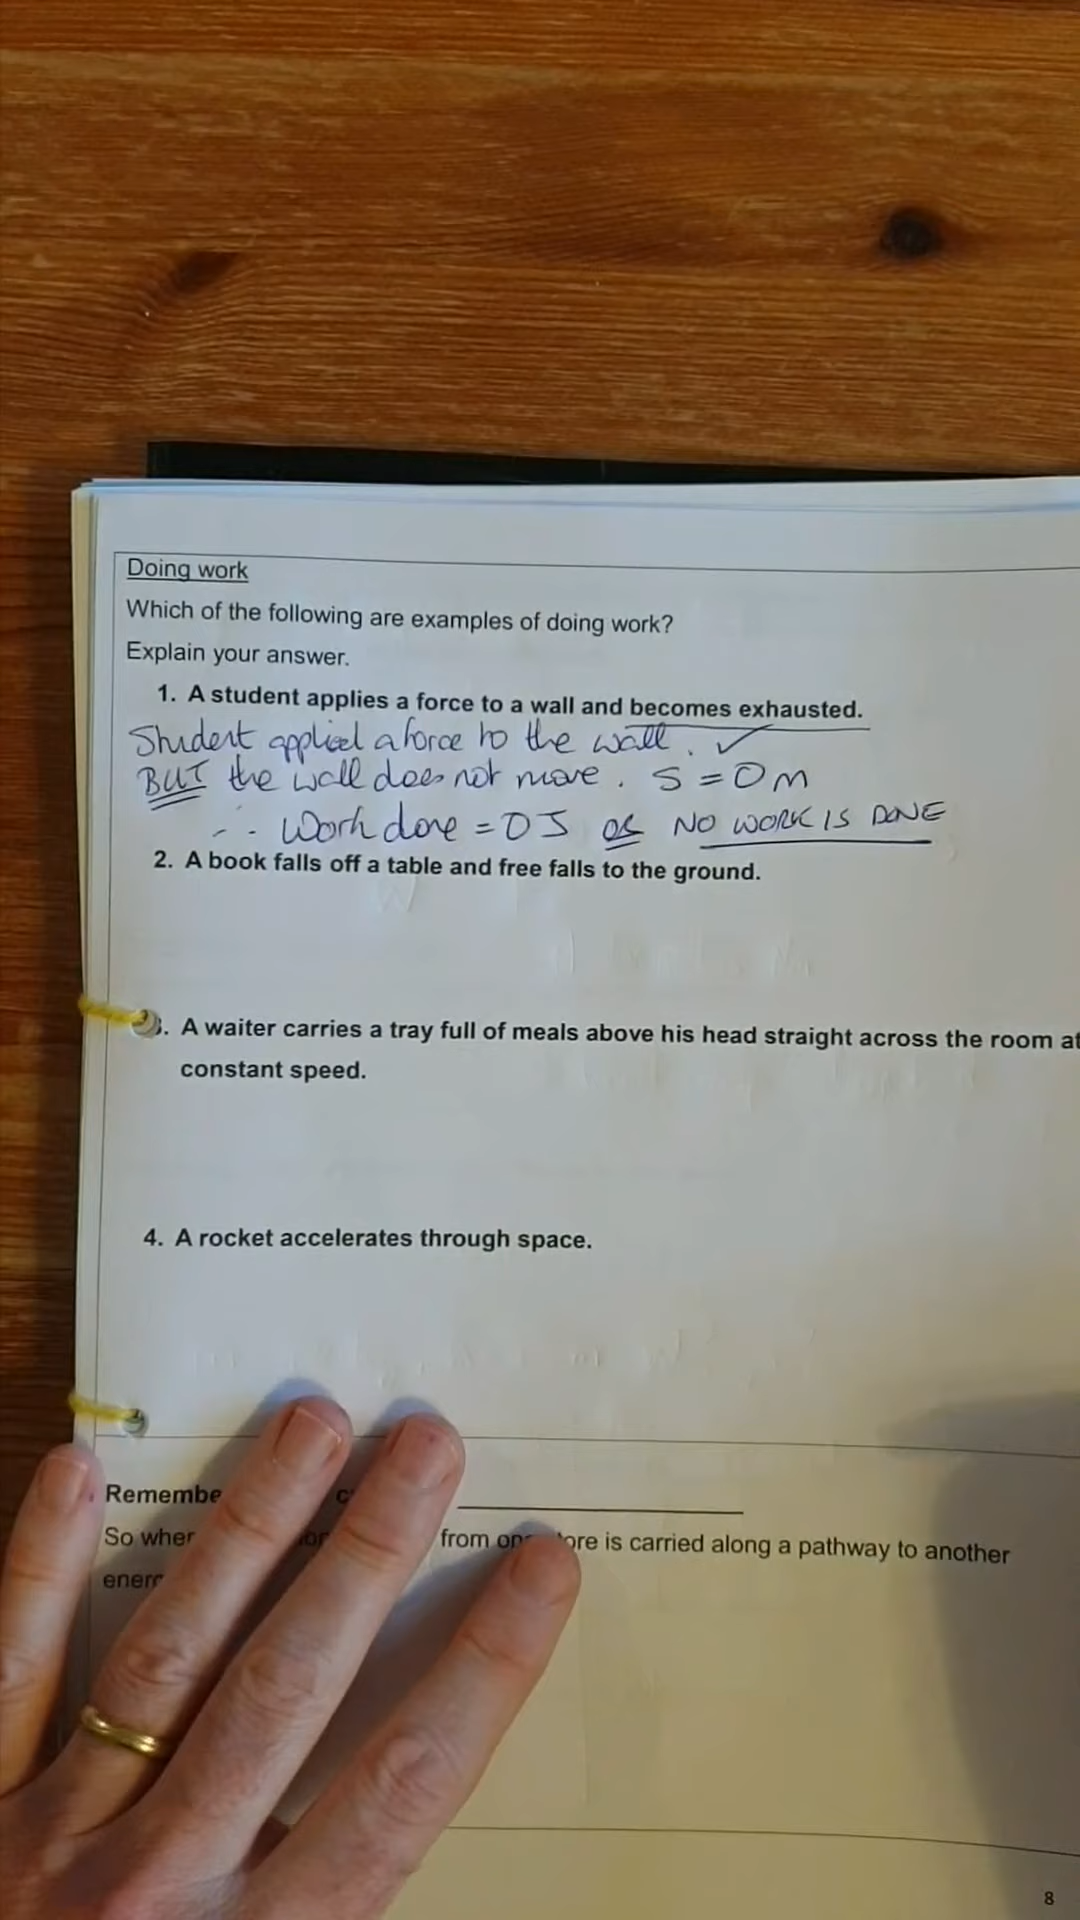 Doing work
Which of the following are examples of doing work?
Explain your answer.
1. A student applies a force to a wall and becomes exhausted.
Student applied a force to the wall. ✓
BUT the wall does not move. S = 0 m
∴ Work done = 0 J or NO WORK IS DONE
2. A book falls off a table and free falls to the ground.
3. A waiter carries a tray full of meals above his head straight across the room at
constant speed.
4. A rocket accelerates through space.
Remembe
So when from one store is carried along a pathway to another
8